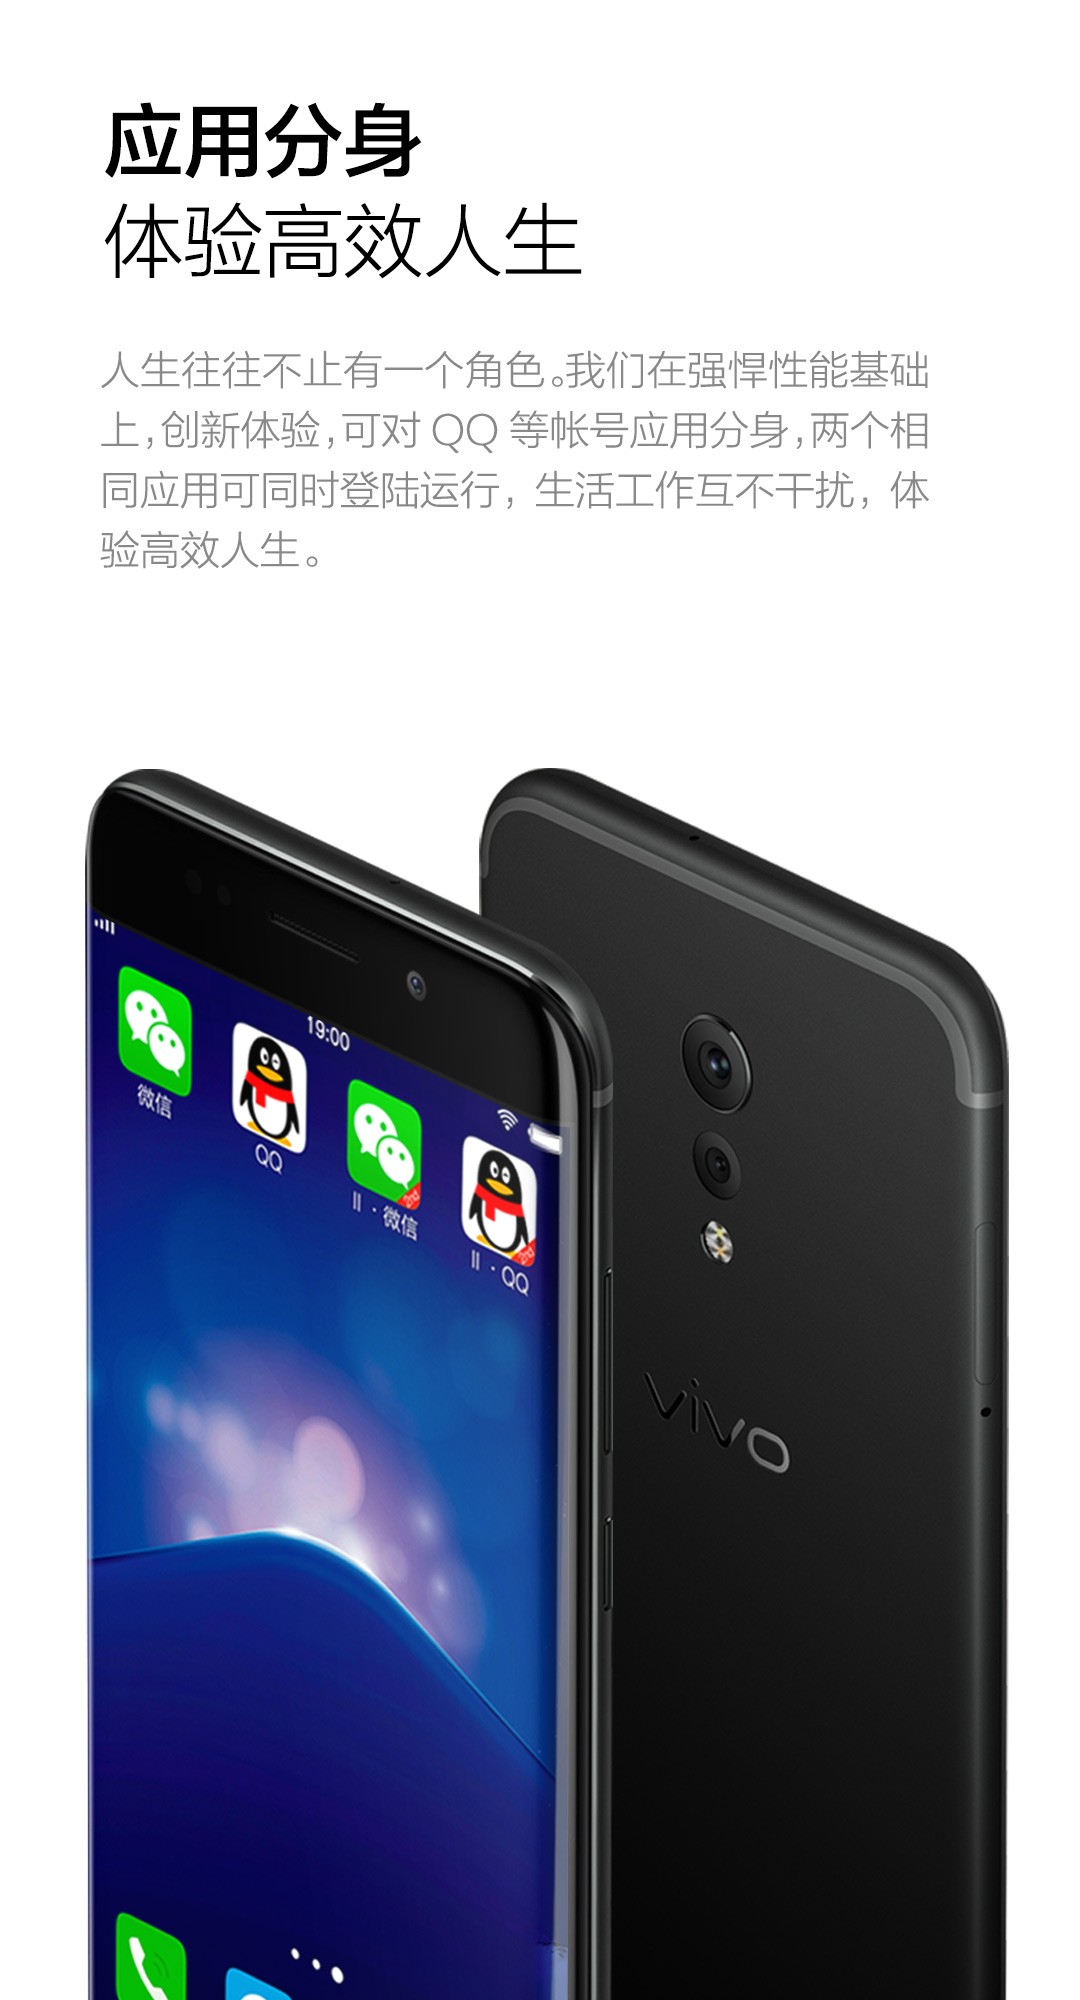 应用分身
体验高效人生
人生往往不止有一个角色。我们在强悍性能基础
上,创新体验,可对 QQ 等帐号应用分身,两个相
同应用可同时登陆运行, 生活工作互不干扰, 体
验高效人生。
19:00
微信
QQ
II · 微信
II · QQ
2nd
2nd
vivo